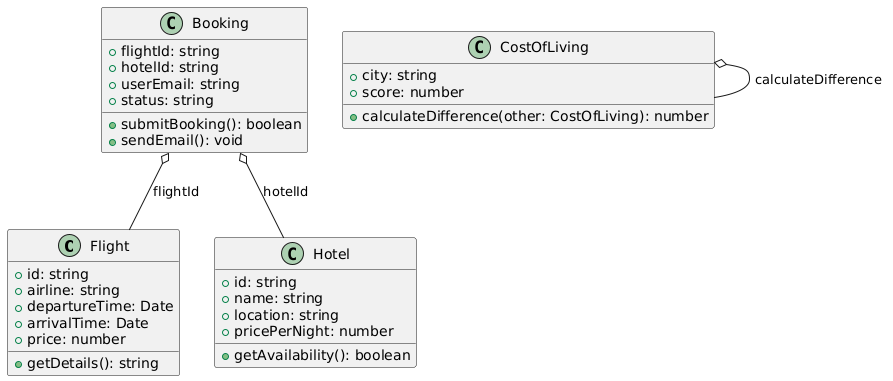 C Booking
flightId: string
hotelId: string
userEmail: string
status: string
submitBooking(): boolean
sendEmail(): void
C CostOfLiving
city: string
score: number
calculateDifference(other: CostOfLiving): number
calculateDifference
flightId
hotelId
C Flight
id: string
airline: string
departureTime: Date
arrivalTime: Date
price: number
getDetails(): string
C Hotel
id: string
name: string
location: string
pricePerNight: number
getAvailability(): boolean